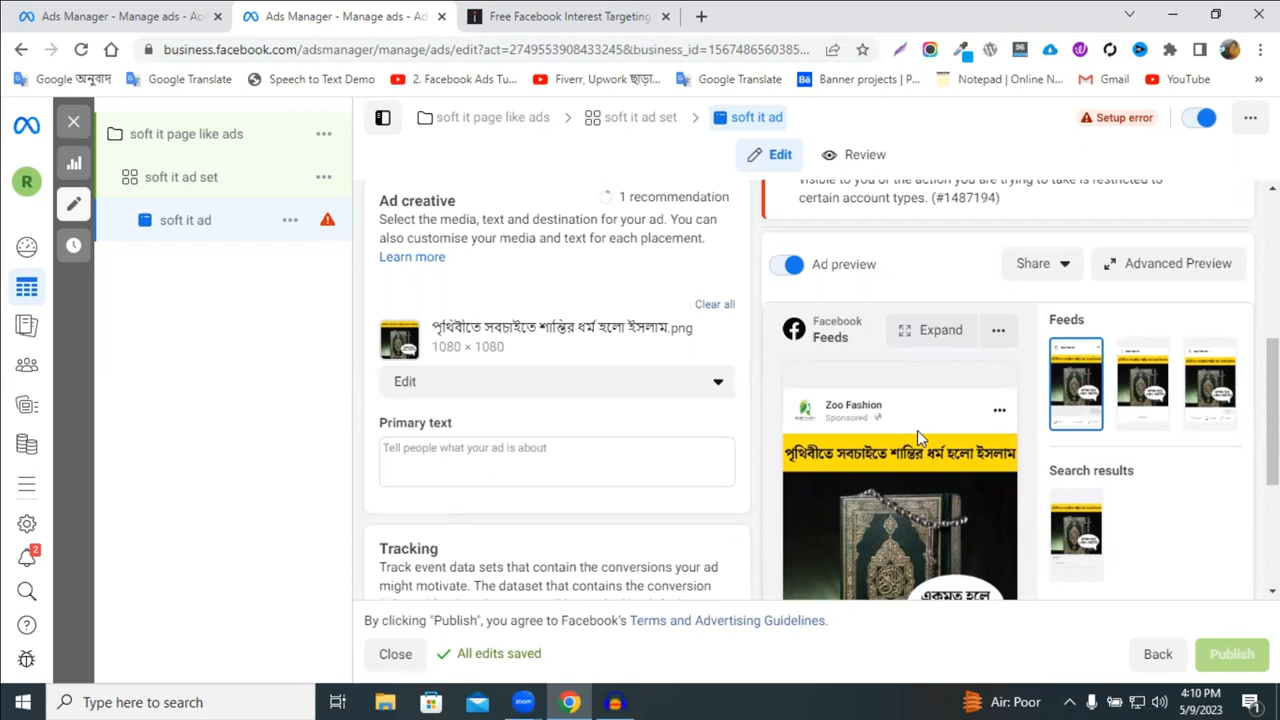 Ads Manager - Manage ads - Ac
Ads Manager - Manage ads - Ad
Free Facebook Interest Targeting
business.facebook.com/adsmanager/manage/ads/edit?act=2749553908433245&business_id=1567486560385...
Google অনুবাদ
Google Translate
Speech to Text Demo
2. Facebook Ads Tu...
Fiverr, Upwork ছাড়া...
Google Translate
Banner projects | P...
Notepad | Online N...
Gmail
YouTube
soft it page like ads
soft it ad set
soft it ad
soft it page like ads
soft it ad set
soft it ad
Setup error
R
2
Edit
Review
Ad creative
1 recommendation
Select the media, text and destination for your ad. You can
also customise your media and text for each placement.
Learn more
Clear all
পৃথিবীতে সবচাইতে শান্তির ধর্ম হলো ইসলাম.png
1080 × 1080
Edit
Primary text
Tell people what your ad is about
Tracking
Track event data sets that contain the conversions your ad
might motivate. The dataset that contains the conversion
visible to you or the action you are trying to take is restricted to
certain account types. (#1487194)
Ad preview
Share
Advanced Preview
Facebook
Feeds
Expand
Feeds
Zoo Fashion
Sponsored
পৃথিবীতে সবচাইতে শান্তির ধর্ম হলো ইসলাম
একমত হলে
Search results
By clicking "Publish", you agree to Facebook's Terms and Advertising Guidelines.
Close
All edits saved
Back
Publish
Type here to search
zoom
Air: Poor
4:10 PM
5/9/2023
1